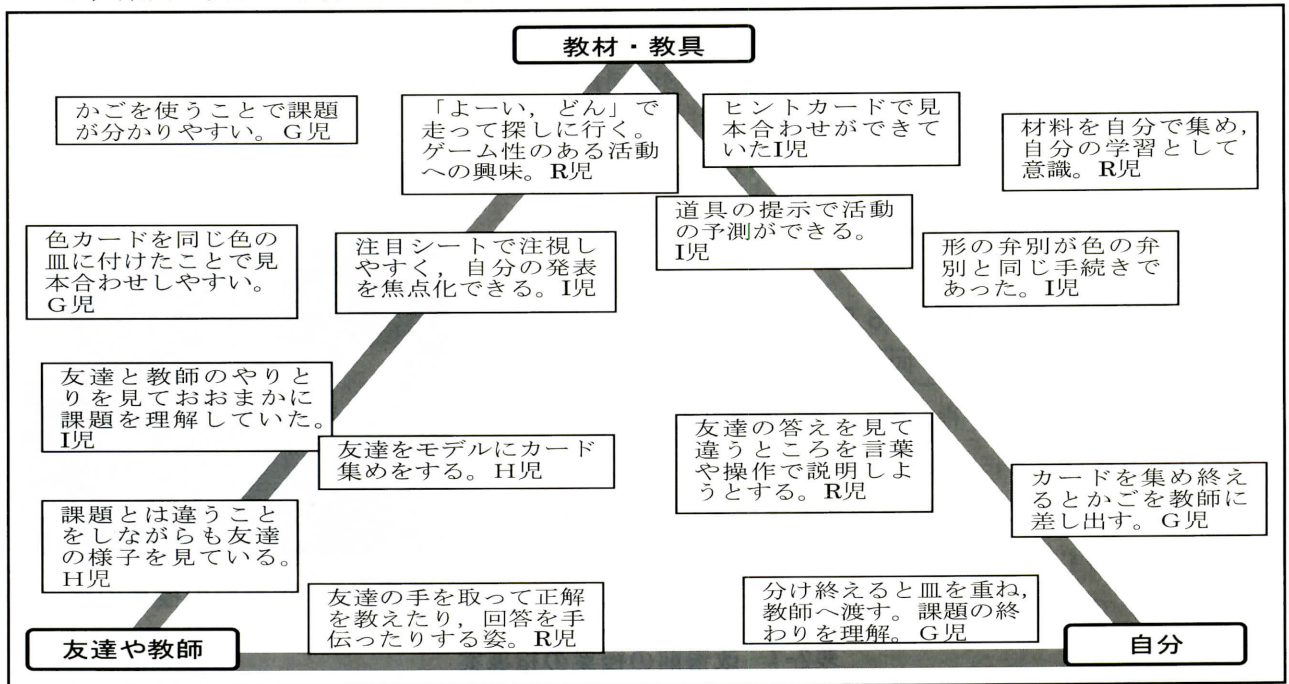 教材・教具
かごを使うことで課題
が分かりやすい。G児
「よーい，どん」で
走って探しに行く。
ゲーム性のある活動
への興味。R児
ヒントカードで見
本合わせができて
いたI児
材料を自分で集め，
自分の学習として
意識。R児
道具の提示で活動
の予測ができる。
I児
色カードを同じ色の
皿に付けたことで見
本合わせしやすい。
G児
注目シートで注視し
やすく，自分の発表
を焦点化できる。I児
形の弁別が色の弁
別と同じ手続きで
あった。I児
友達と教師のやりと
りを見ておおまかに
課題を理解していた。
I児
友達をモデルにカード
集めをする。H児
友達の答えを見て
違うところを言葉
や操作で説明しよ
うとする。R児
カードを集め終え
るとかごを教師に
差し出す。G児
課題とは違うこと
をしながらも友達
の様子を見ている。
H児
友達の手を取って正解
を教えたり，回答を手
伝ったりする姿。R児
分け終えると皿を重ね，
教師へ渡す。課題の終
わりを理解。G児
友達や教師
自分